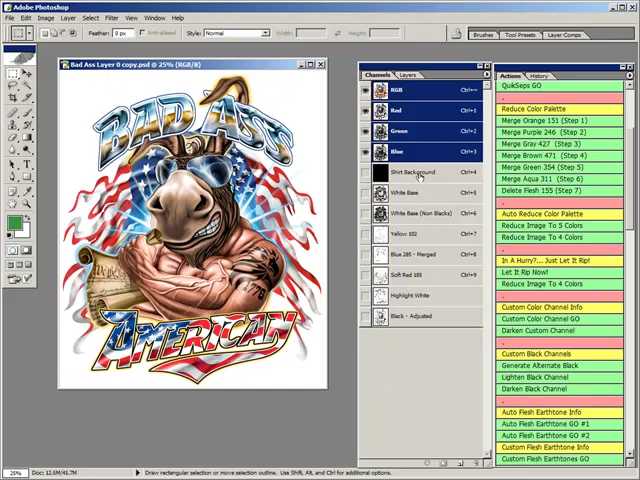 Adobe Photoshop
File Edit Image Layer Select Filter View Window Help
Feather: 0 px Anti-aliased Style: Normal Width: Height: Brushes Tool Presets Layer Comps
Bad Ass Layer 0 copy.psd @ 25% (RGB/8)
BAD ASS
1776
AMERICAN
Channels Layers
RGB Ctrl+~
Red Ctrl+1
Green Ctrl+2
Blue Ctrl+3
Shirt Background Ctrl+4
White Base Ctrl+5
White Base (Non Blacks) Ctrl+6
Yellow 102 Ctrl+7
Blue 285 - Merged Ctrl+8
Soft Red 185 Ctrl+9
Highlight White
Black - Adjusted
Actions History
QuikSeps GO
-
Reduce Color Palette
Merge Orange 151 (Step 1)
Merge Purple 246 (Step 2)
Merge Gray 427 (Step 3)
Merge Brown 471 (Step 4)
Merge Green 354 (Step 5)
Merge Aqua 311 (Step 6)
Delete Flesh 155 (Step 7)
-
Auto Reduce Color Palette
Reduce Image To 5 Colors
Reduce Image To 4 Colors
-
In A Hurry?... Just Let It Rip!
Let It Rip Now!
Reduce Image To 4 Colors
-
Custom Color Channel Info
Custom Color Channel GO
Darken Custom Channel
-
Custom Black Channels
Generate Alternate Black
Lighten Black Channel
Darken Black Channel
-
Auto Flesh Earthtone Info
Auto Flesh Earthtone GO #1
Auto Flesh Earthtone GO #2
Custom Flesh Earthtone Info
Custom Flesh Earthtones GO
25% Doc: 12.5M/41.7M Draw rectangular selection or move selection outline. Use Shift, Alt, and Ctrl for additional options.